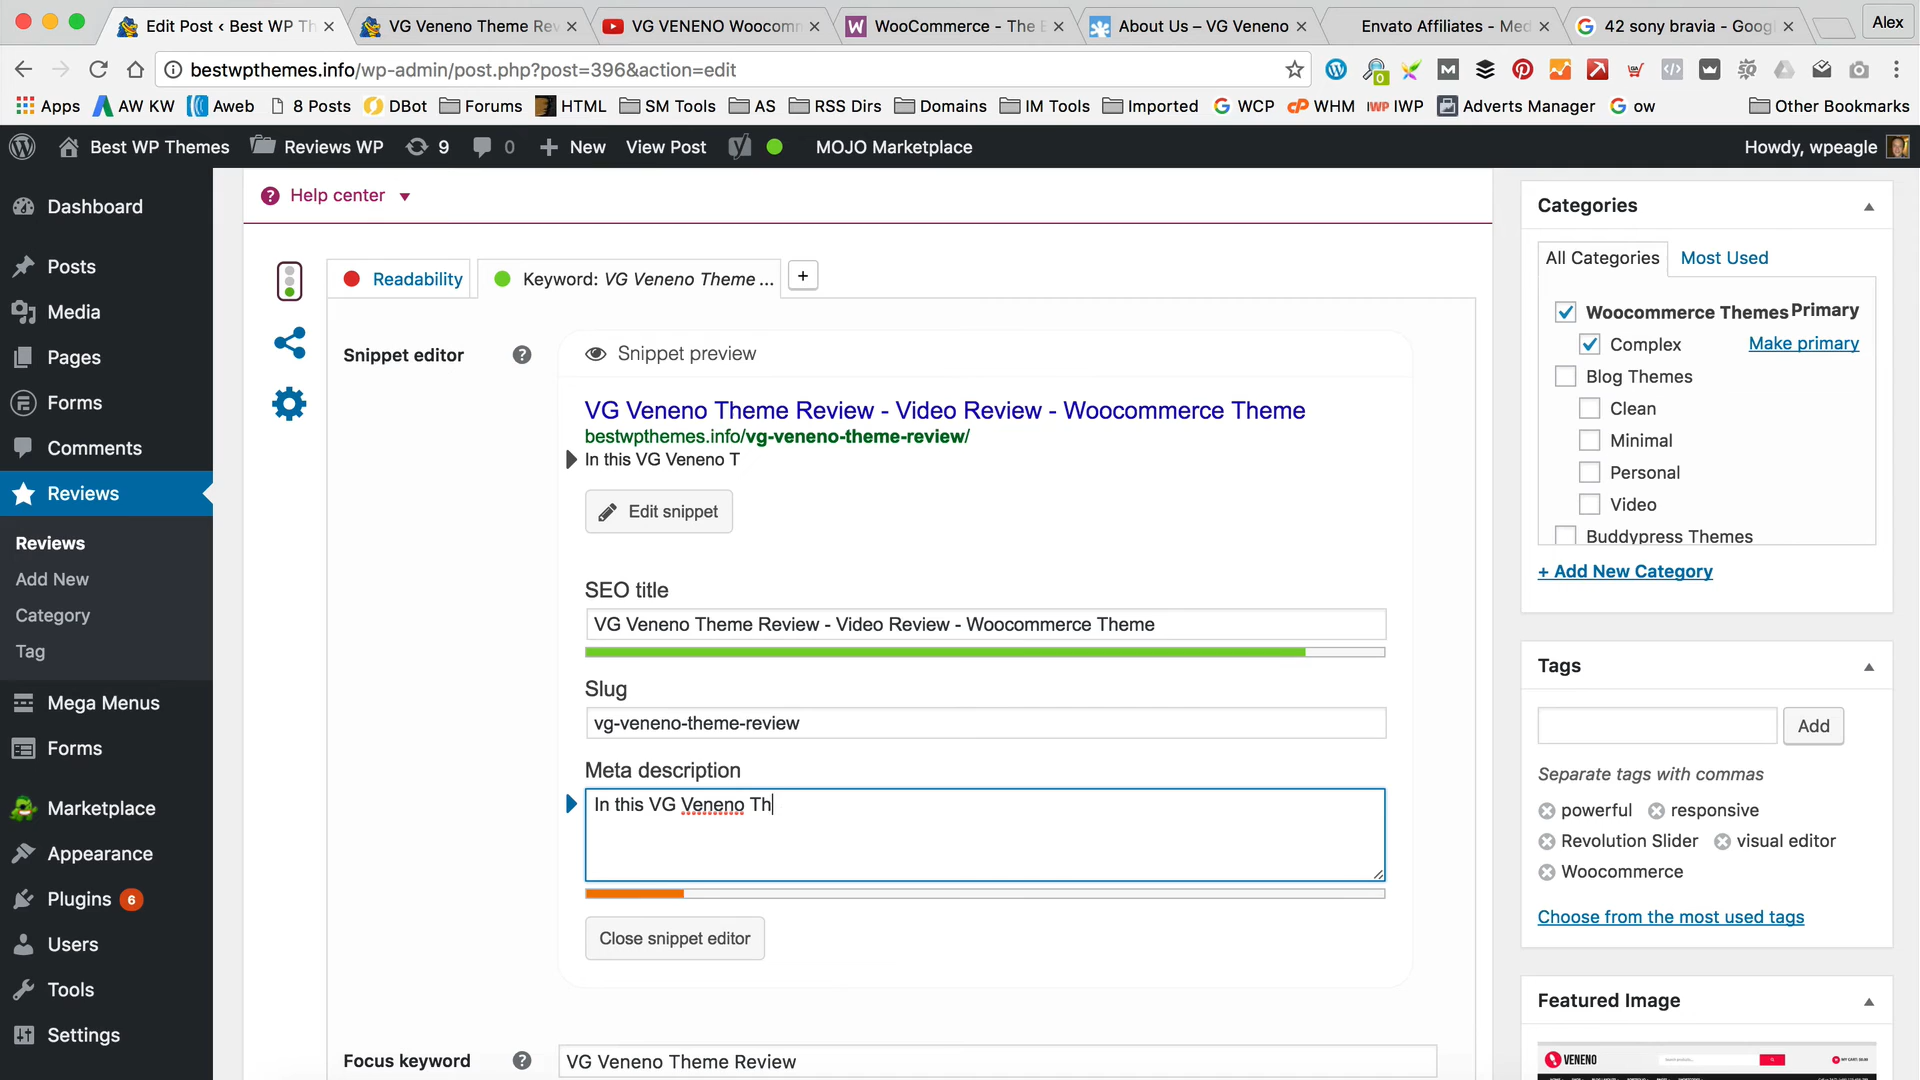 Edit Post ‹ Best WP Th
VG Veneno Theme Rev
VG VENENO Woocomm
WooCommerce - The E
About Us – VG Veneno
Envato Affiliates - Med
42 sony bravia - Goog
Alex
bestwpthemes.info/wp-admin/post.php?post=396&action=edit
Apps
AW KW
Aweb
8 Posts
DBot
Forums
HTML
SM Tools
AS
RSS Dirs
Domains
IM Tools
Imported
WCP
WHM
IWP
Adverts Manager
ow
Other Bookmarks
Best WP Themes
Reviews WP
9
0
New
View Post
MOJO Marketplace
Howdy, wpeagle
Dashboard
Posts
Media
Pages
Forms
Comments
Reviews
Reviews
Add New
Category
Tag
Mega Menus
Forms
Marketplace
Appearance
Plugins 6
Users
Tools
Settings
Help center
Readability
Keyword: VG Veneno Theme ...
+
Snippet editor
Snippet preview
VG Veneno Theme Review - Video Review - Woocommerce Theme
bestwpthemes.info/vg-veneno-theme-review/
In this VG Veneno T
Edit snippet
SEO title
VG Veneno Theme Review - Video Review - Woocommerce Theme
Slug
vg-veneno-theme-review
Meta description
In this VG Veneno Th
Close snippet editor
Focus keyword
VG Veneno Theme Review
Categories
All Categories
Most Used
Woocommerce Themes Primary
Complex
Make primary
Blog Themes
Clean
Minimal
Personal
Video
Buddypress Themes
+ Add New Category
Tags
Add
Separate tags with commas
powerful
responsive
Revolution Slider
visual editor
Woocommerce
Choose from the most used tags
Featured Image
VENENO